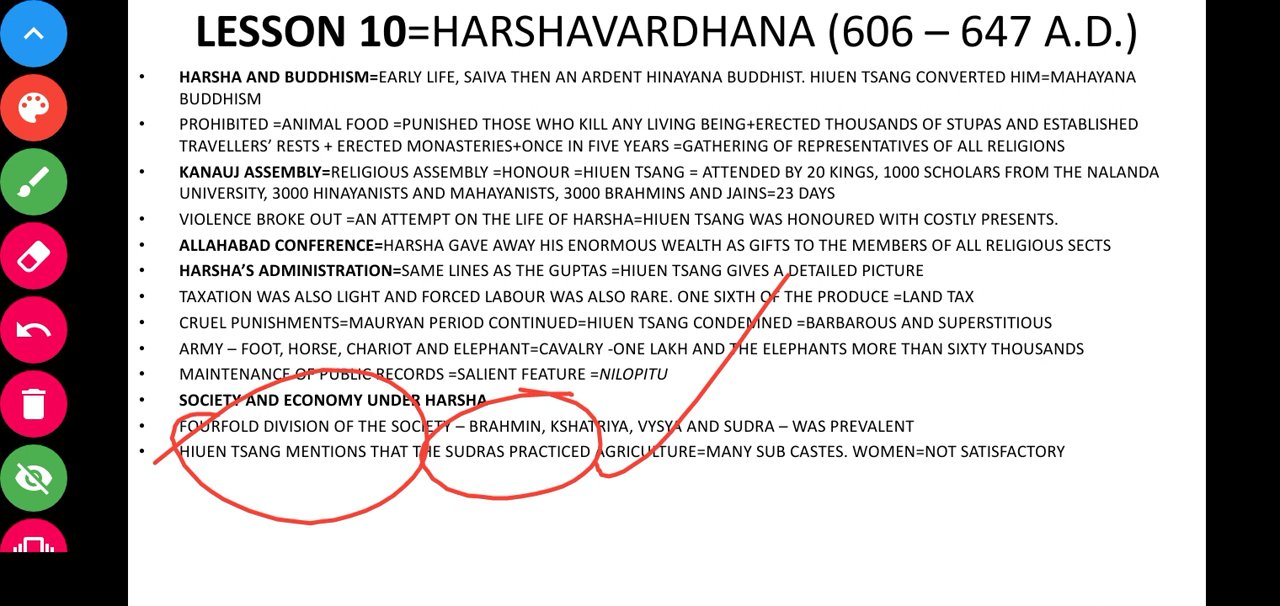 LESSON 10=HARSHAVARDHANA (606 – 647 A.D.)
• HARSHA AND BUDDHISM=EARLY LIFE, SAIVA THEN AN ARDENT HINAYANA BUDDHIST. HIUEN TSANG CONVERTED HIM=MAHAYANA
BUDDHISM
• PROHIBITED =ANIMAL FOOD =PUNISHED THOSE WHO KILL ANY LIVING BEING+ERECTED THOUSANDS OF STUPAS AND ESTABLISHED
TRAVELLERS' RESTS + ERECTED MONASTERIES+ONCE IN FIVE YEARS =GATHERING OF REPRESENTATIVES OF ALL RELIGIONS
• KANAUJ ASSEMBLY=RELIGIOUS ASSEMBLY =HONOUR =HIUEN TSANG = ATTENDED BY 20 KINGS, 1000 SCHOLARS FROM THE NALANDA
UNIVERSITY, 3000 HINAYANISTS AND MAHAYANISTS, 3000 BRAHMINS AND JAINS=23 DAYS
• VIOLENCE BROKE OUT =AN ATTEMPT ON THE LIFE OF HARSHA=HIUEN TSANG WAS HONOURED WITH COSTLY PRESENTS.
• ALLAHABAD CONFERENCE=HARSHA GAVE AWAY HIS ENORMOUS WEALTH AS GIFTS TO THE MEMBERS OF ALL RELIGIOUS SECTS
• HARSHA'S ADMINISTRATION=SAME LINES AS THE GUPTAS =HIUEN TSANG GIVES A DETAILED PICTURE
• TAXATION WAS ALSO LIGHT AND FORCED LABOUR WAS ALSO RARE. ONE SIXTH OF THE PRODUCE =LAND TAX
• CRUEL PUNISHMENTS=MAURYAN PERIOD CONTINUED=HIUEN TSANG CONDEMNED =BARBAROUS AND SUPERSTITIOUS
• ARMY – FOOT, HORSE, CHARIOT AND ELEPHANT=CAVALRY -ONE LAKH AND THE ELEPHANTS MORE THAN SIXTY THOUSANDS
• MAINTENANCE OF PUBLIC RECORDS =SALIENT FEATURE =NILOPITU
• SOCIETY AND ECONOMY UNDER HARSHA
• FOURFOLD DIVISION OF THE SOCIETY – BRAHMIN, KSHATRIYA, VYSYA AND SUDRA – WAS PREVALENT
• HIUEN TSANG MENTIONS THAT THE SUDRAS PRACTICED AGRICULTURE=MANY SUB CASTES. WOMEN=NOT SATISFACTORY